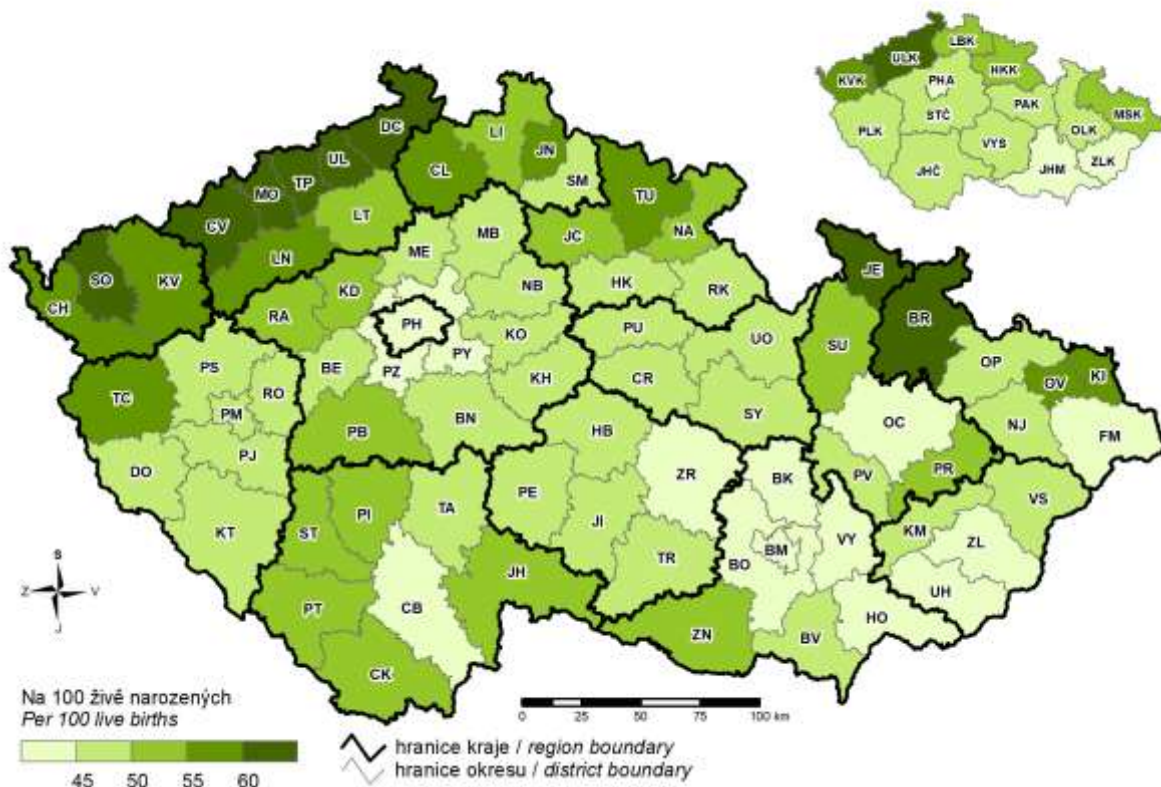 ULK LBK
KVK PHA HKK
PAK MSK
PLK STČ OLK
VYS
JHČ JHM ZLK
DC
LI
UL JN
MO TP CL SM
CV LT TU
MB
LN ME JC NA
SO KV JE
CH KD NB HK RK
RA BR
PH PU
KO UO SU
PS BE PZ PY OP
TC RO CR OV KI
PM KH
PB BN SY OC NJ FM
HB
DO PJ
PV PR
ZR BK
PE VS
ST PI TA
KT JI KM
BM VY ZL
TR BO
JH
UH
PT CB HO
ZN BV
CK
S
Z V
J
Na 100 živě narozených
Per 100 live births
45 50 55 60
0 25 50 75 100 km
hranice kraje / region boundary
hranice okresu / district boundary